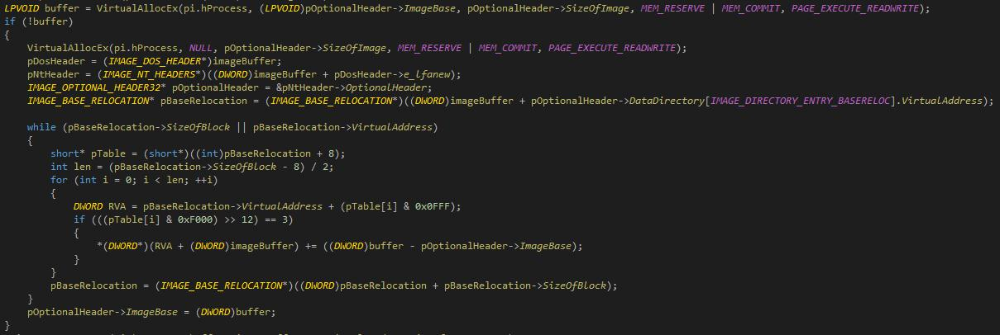 LPVOID buffer = VirtualAllocEx(pi.hProcess, (LPVOID)pOptionalHeader->ImageBase, pOptionalHeader->SizeOfImage, MEM_RESERVE | MEM_COMMIT, PAGE_EXECUTE_READWRITE);
if (!buffer)
{
    VirtualAllocEx(pi.hProcess, NULL, pOptionalHeader->SizeOfImage, MEM_RESERVE | MEM_COMMIT, PAGE_EXECUTE_READWRITE);
    pDosHeader = (IMAGE_DOS_HEADER*)imageBuffer;
    pNtHeader = (IMAGE_NT_HEADERS*)((DWORD)imageBuffer + pDosHeader->e_lfanew);
    IMAGE_OPTIONAL_HEADER32* pOptionalHeader = &pNtHeader->OptionalHeader;
    IMAGE_BASE_RELOCATION* pBaseRelocation = (IMAGE_BASE_RELOCATION*)((DWORD)imageBuffer + pOptionalHeader->DataDirectory[IMAGE_DIRECTORY_ENTRY_BASERELOC].VirtualAddress);

    while (pBaseRelocation->SizeOfBlock || pBaseRelocation->VirtualAddress)
    {
        short* pTable = (short*)((int)pBaseRelocation + 8);
        int len = (pBaseRelocation->SizeOfBlock - 8) / 2;
        for (int i = 0; i < len; ++i)
        {
            DWORD RVA = pBaseRelocation->VirtualAddress + (pTable[i] & 0x0FFF);
            if (((pTable[i] & 0xF000) >> 12) == 3)
            {
                *(DWORD*)(RVA + (DWORD)imageBuffer) += ((DWORD)buffer - pOptionalHeader->ImageBase);
            }
        }
        pBaseRelocation = (IMAGE_BASE_RELOCATION*)((DWORD)pBaseRelocation + pBaseRelocation->SizeOfBlock);
    }
    pOptionalHeader->ImageBase = (DWORD)buffer;
}